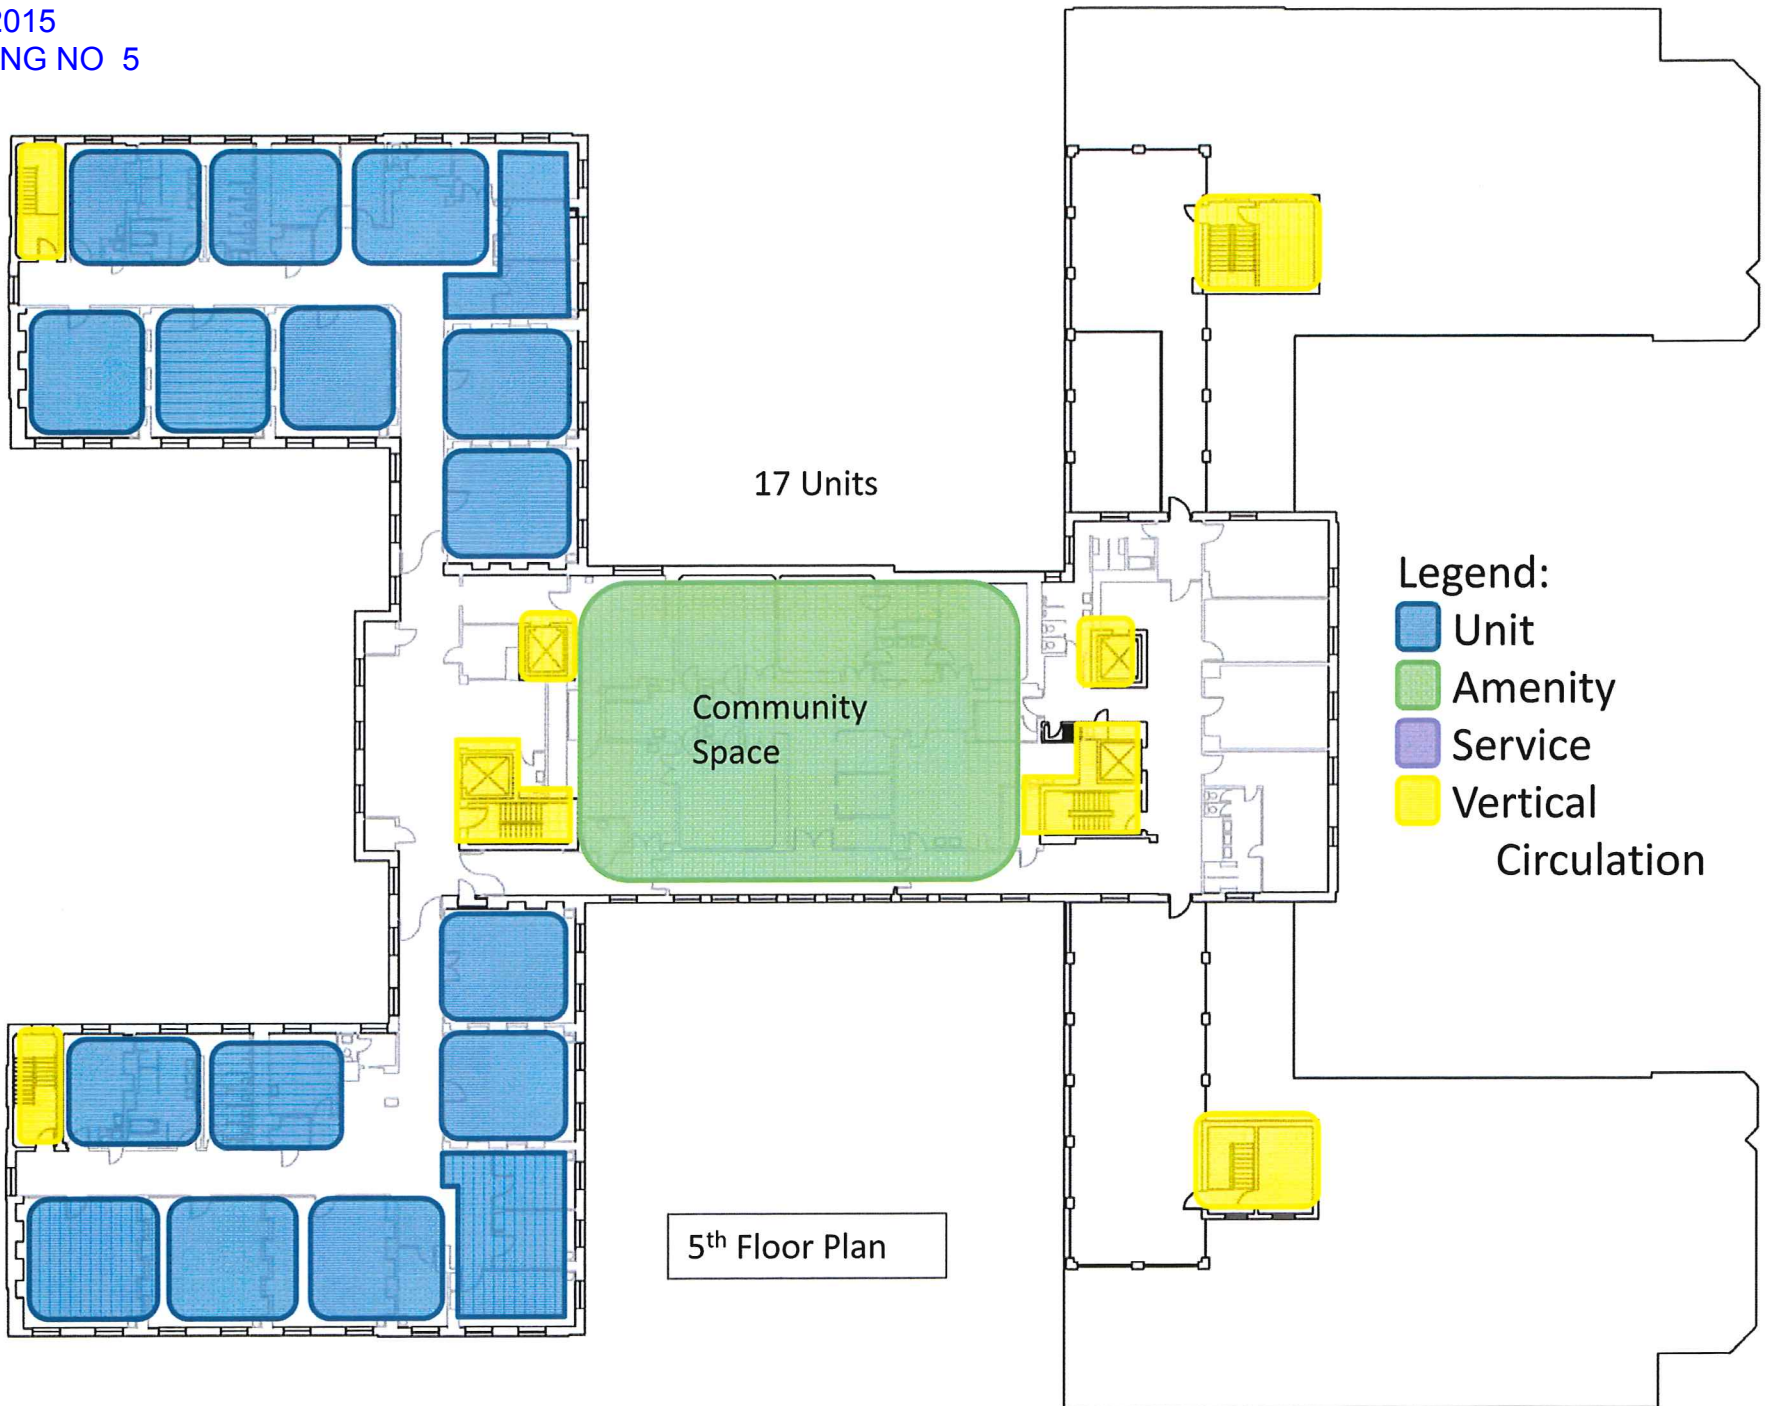 2015
NG NO 5
17 Units
Legend:
Unit
Amenity
Service
Vertical
Circulation
Community
Space
5th Floor Plan